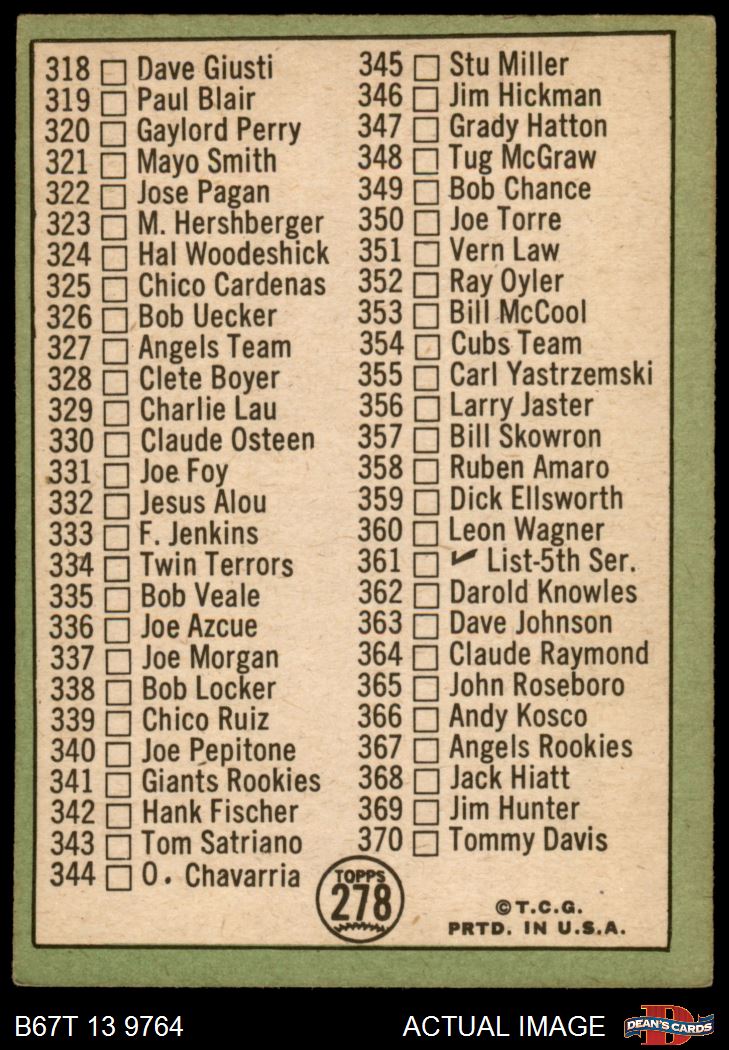 318 Dave Giusti
319 Paul Blair
320 Gaylord Perry
321 Mayo Smith
322 Jose Pagan
323 M. Hershberger
324 Hal Woodeshick
325 Chico Cardenas
326 Bob Uecker
327 Angels Team
328 Clete Boyer
329 Charlie Lau
330 Claude Osteen
331 Joe Foy
332 Jesus Alou
333 F. Jenkins
334 Twin Terrors
335 Bob Veale
336 Joe Azcue
337 Joe Morgan
338 Bob Locker
339 Chico Ruiz
340 Joe Pepitone
341 Giants Rookies
342 Hank Fischer
343 Tom Satriano
344 O. Chavarria
345 Stu Miller
346 Jim Hickman
347 Grady Hatton
348 Tug McGraw
349 Bob Chance
350 Joe Torre
351 Vern Law
352 Ray Oyler
353 Bill McCool
354 Cubs Team
355 Carl Yastrzemski
356 Larry Jaster
357 Bill Skowron
358 Ruben Amaro
359 Dick Ellsworth
360 Leon Wagner
361 ✓ List-5th Ser.
362 Darold Knowles
363 Dave Johnson
364 Claude Raymond
365 John Roseboro
366 Andy Kosco
367 Angels Rookies
368 Jack Hiatt
369 Jim Hunter
370 Tommy Davis
TOPPS
278
© T.C.G.
PRTD. IN U.S.A.
B67T 13 9764
ACTUAL IMAGE
D
DEAN'S CARDS